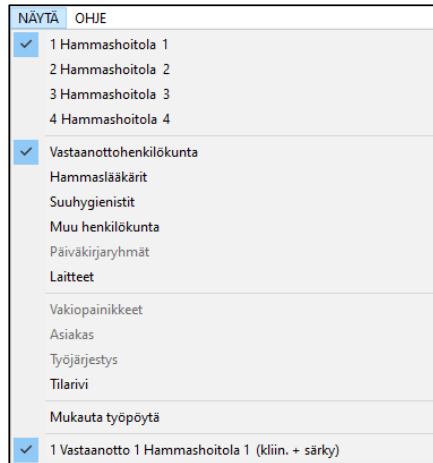 NÄYTÄ OHJE
1 Hammashoitola 1
2 Hammashoitola 2
3 Hammashoitola 3
4 Hammashoitola 4
Vastaanottohenkilökunta
Hammaslääkärit
Suuhygienistit
Muu henkilökunta
Päiväkirjaryhmät
Laitteet
Vakiopainikkeet
Asiakas
Työjärjestys
Tilarivi
Mukauta työpöytä
1 Vastaanotto 1 Hammashoitola 1 (kliin. + särky)